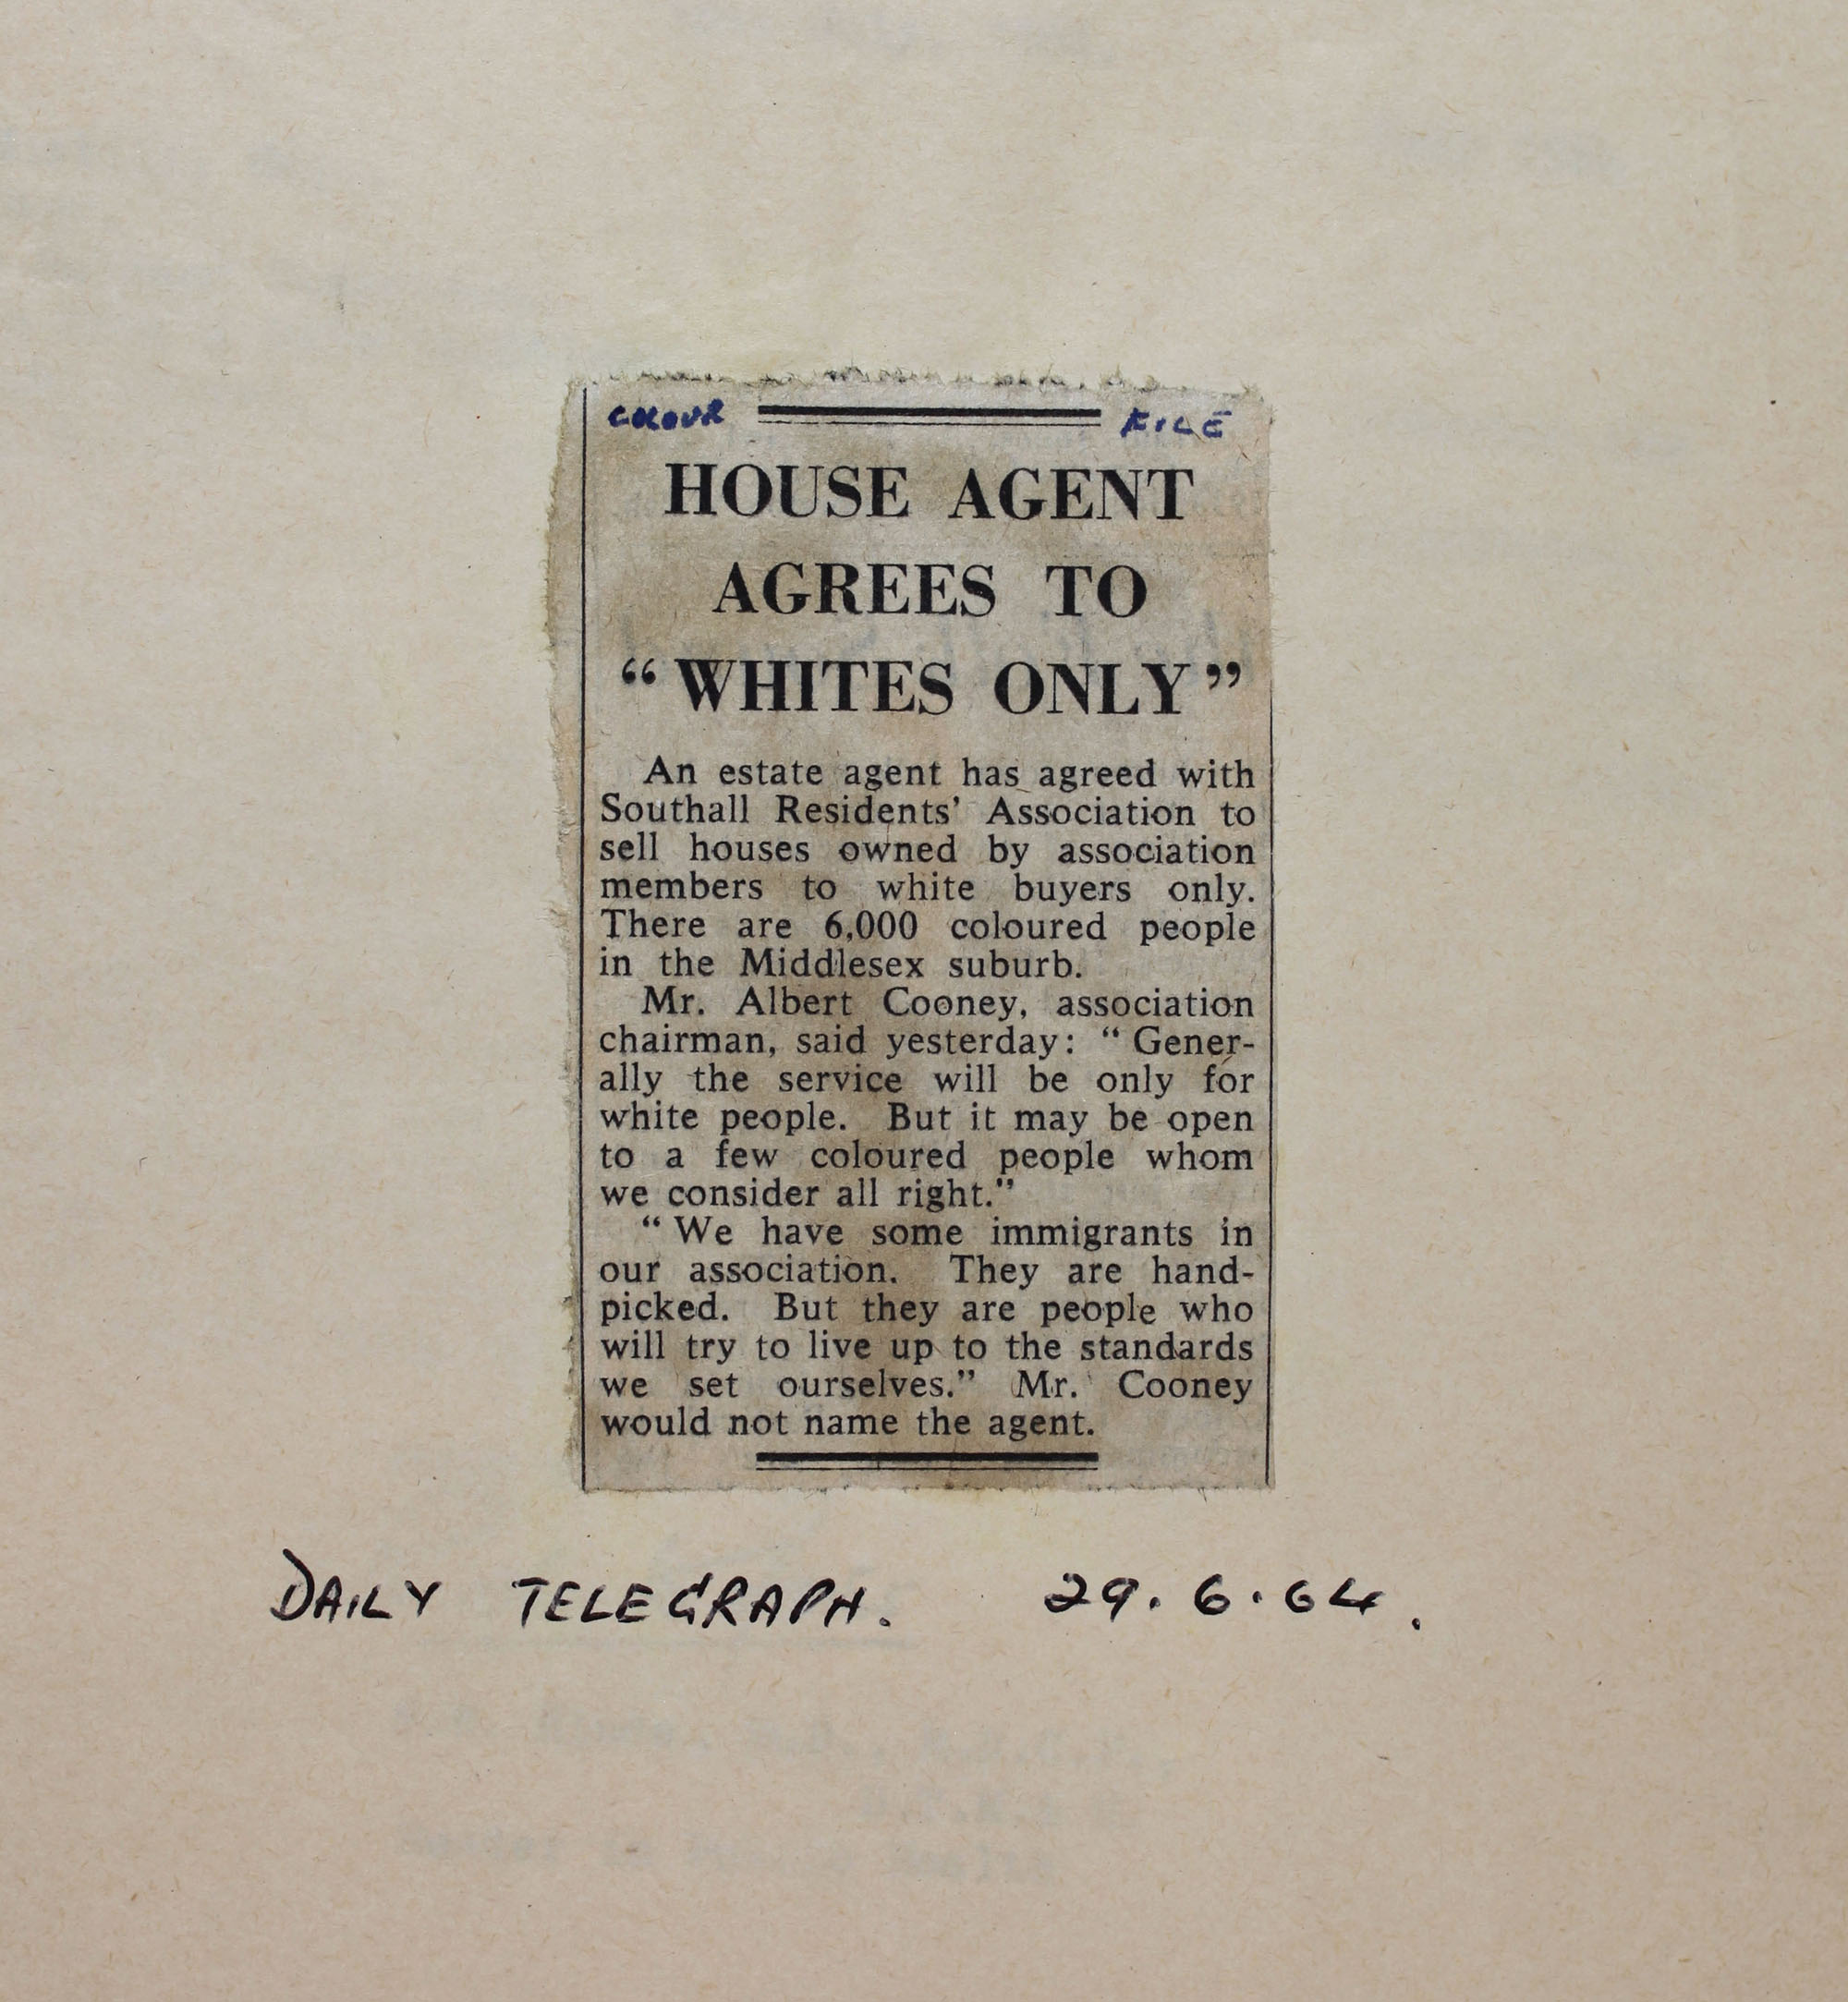 COLOUR FILE
HOUSE AGENT
AGREES TO
“WHITES ONLY”
An estate agent has agreed with
Southall Residents’ Association to
sell houses owned by association
members to white buyers only.
There are 6,000 coloured people
in the Middlesex suburb.
Mr. Albert Cooney, association
chairman, said yesterday: “Gener-
ally the service will be only for
white people. But it may be open
to a few coloured people whom
we consider all right.”
“We have some immigrants in
our association. They are hand-
picked. But they are people who
will try to live up to the standards
we set ourselves.” Mr. Cooney
would not name the agent.
DAILY TELEGRAPH. 29.6.64.